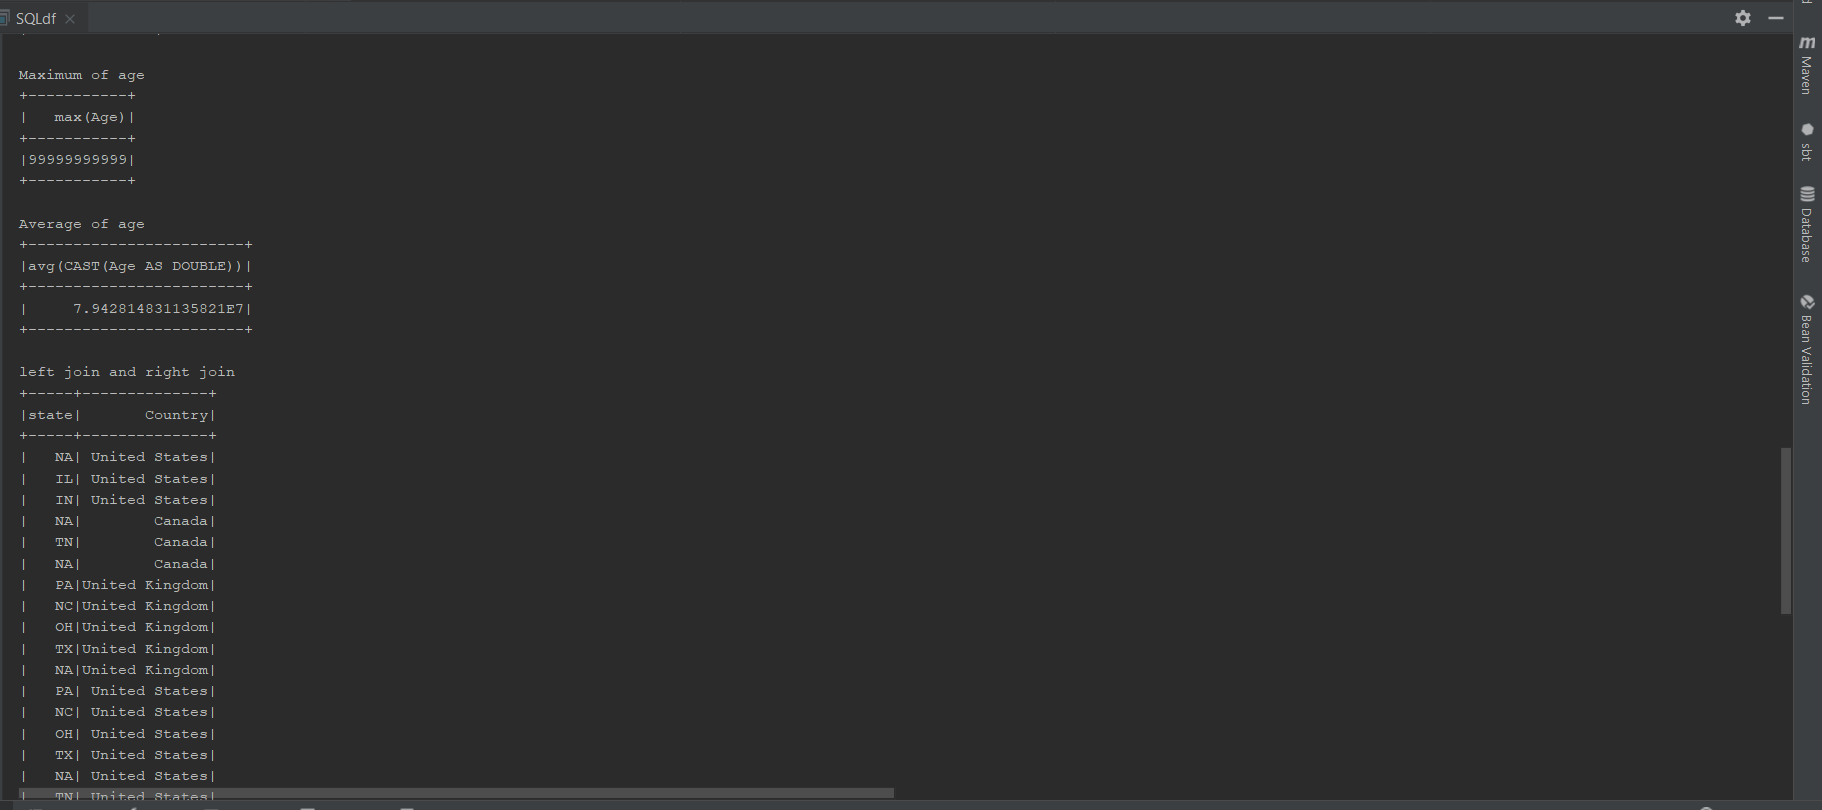 SQLdf
Maximum of age
+-----------+
|   max(Age)|
+-----------+
|99999999999|
+-----------+
Average of age
+------------------------+
|avg(CAST(Age AS DOUBLE))|
+------------------------+
|     7.942814831135821E7|
+------------------------+
left join and right join
+-----+--------------+
|state|       Country|
+-----+--------------+
|   NA| United States|
|   IL| United States|
|   IN| United States|
|   NA|        Canada|
|   TN|        Canada|
|   NA|        Canada|
|   PA|United Kingdom|
|   NC|United Kingdom|
|   OH|United Kingdom|
|   TX|United Kingdom|
|   NA|United Kingdom|
|   PA| United States|
|   NC| United States|
|   OH| United States|
|   TX| United States|
|   NA| United States|
|   TN| United States|
m Maven
sbt
Database
Bean Validation